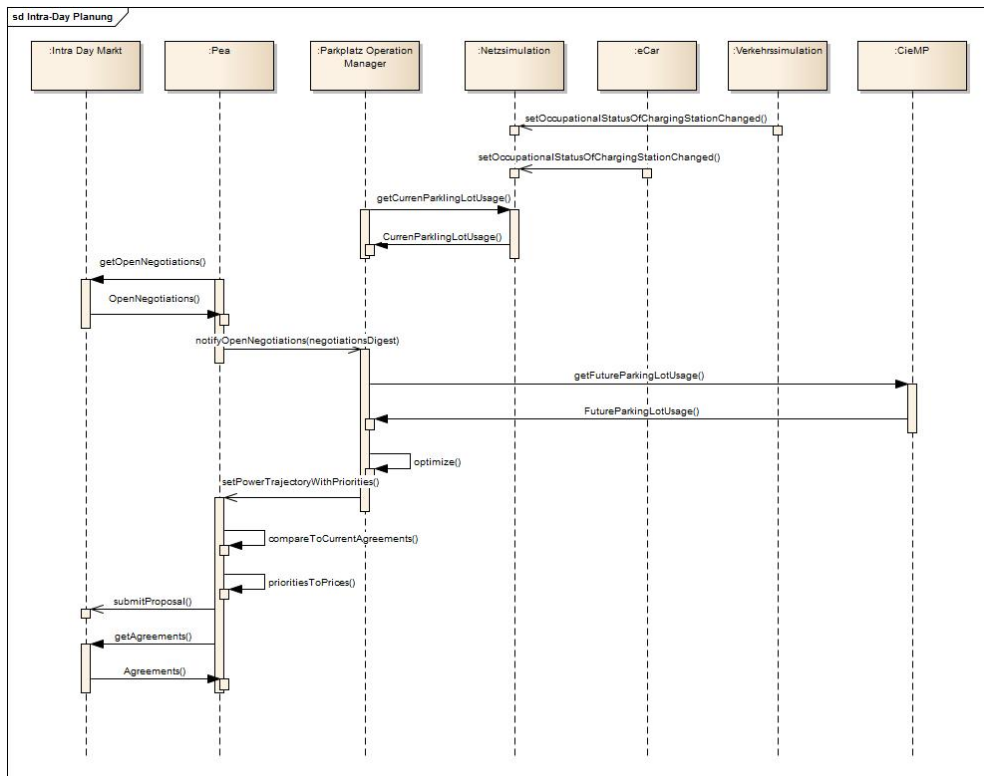 sd Intra-Day Planung
:Intra Day Markt
:Pea
:Parkplatz Operation
Manager
:Netzsimulation
:eCar
:Verkehrssimulation
:CieMP
setOccupationalStatusOfChargingStationChanged()
setOccupationalStatusOfChargingStationChanged()
getCurrenParklingLotUsage()
CurrenParklingLotUsage()
getOpenNegotiations()
OpenNegotiations()
notifyOpenNegotiations(negotiationsDigest)
getFutureParkingLotUsage()
FutureParkingLotUsage()
optimize()
setPowerTrajectoryWithPriorities()
compareToCurrentAgreements()
prioritiesToPrices()
submitProposal()
getAgreements()
Agreements()